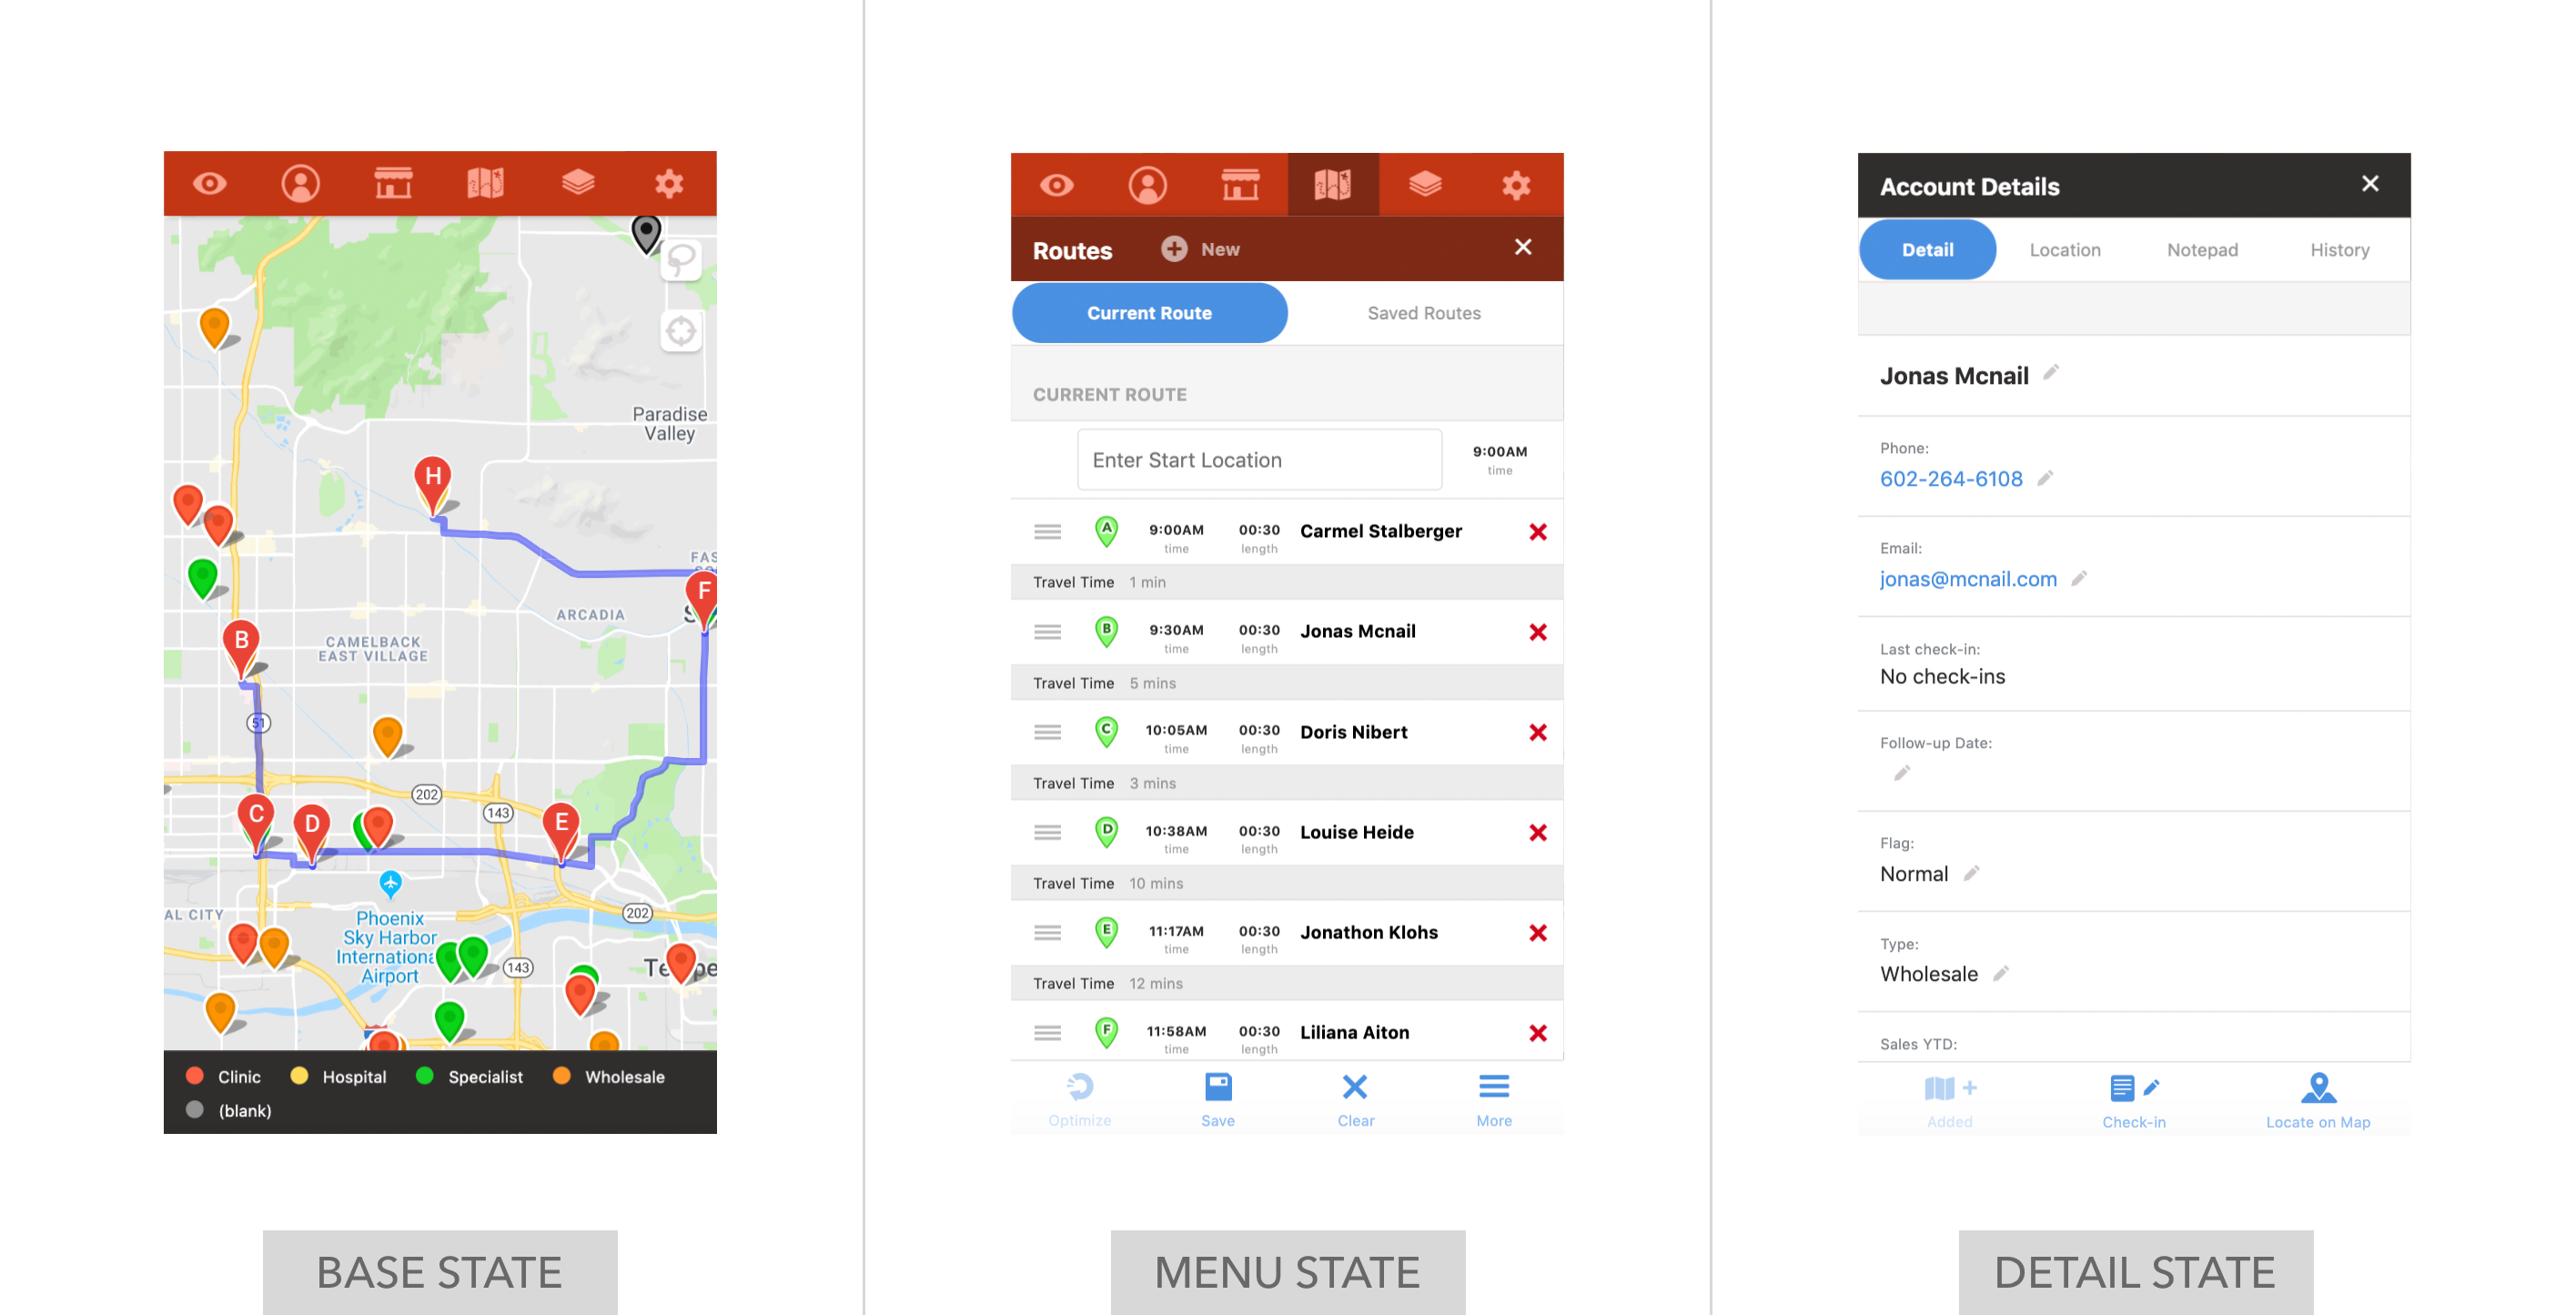 Paradise
Valley
H
FAS
F
S
ARCADIA
B
CAMELBACK
EAST VILLAGE
51
202
143
C
D
E
AL CITY
202
Phoenix
Sky Harbor
Internationa
Airport
143
Te pe
Clinic
Hospital
Specialist
Wholesale
(blank)
BASE STATE
Routes
New
Current Route
Saved Routes
CURRENT ROUTE
Enter Start Location
9:00AM
time
A 9:00AM 00:30 Carmel Stalberger
time length
Travel Time 1 min
B 9:30AM 00:30 Jonas Mcnail
time length
Travel Time 5 mins
C 10:05AM 00:30 Doris Nibert
time length
Travel Time 3 mins
D 10:38AM 00:30 Louise Heide
time length
Travel Time 10 mins
E 11:17AM 00:30 Jonathon Klohs
time length
Travel Time 12 mins
F 11:58AM 00:30 Liliana Aiton
time length
Optimize
Save
Clear
More
MENU STATE
Account Details
Detail
Location
Notepad
History
Jonas Mcnail
Phone:
602-264-6108
Email:
jonas@mcnail.com
Last check-in:
No check-ins
Follow-up Date:
Flag:
Normal
Type:
Wholesale
Sales YTD:
Added
Check-in
Locate on Map
DETAIL STATE